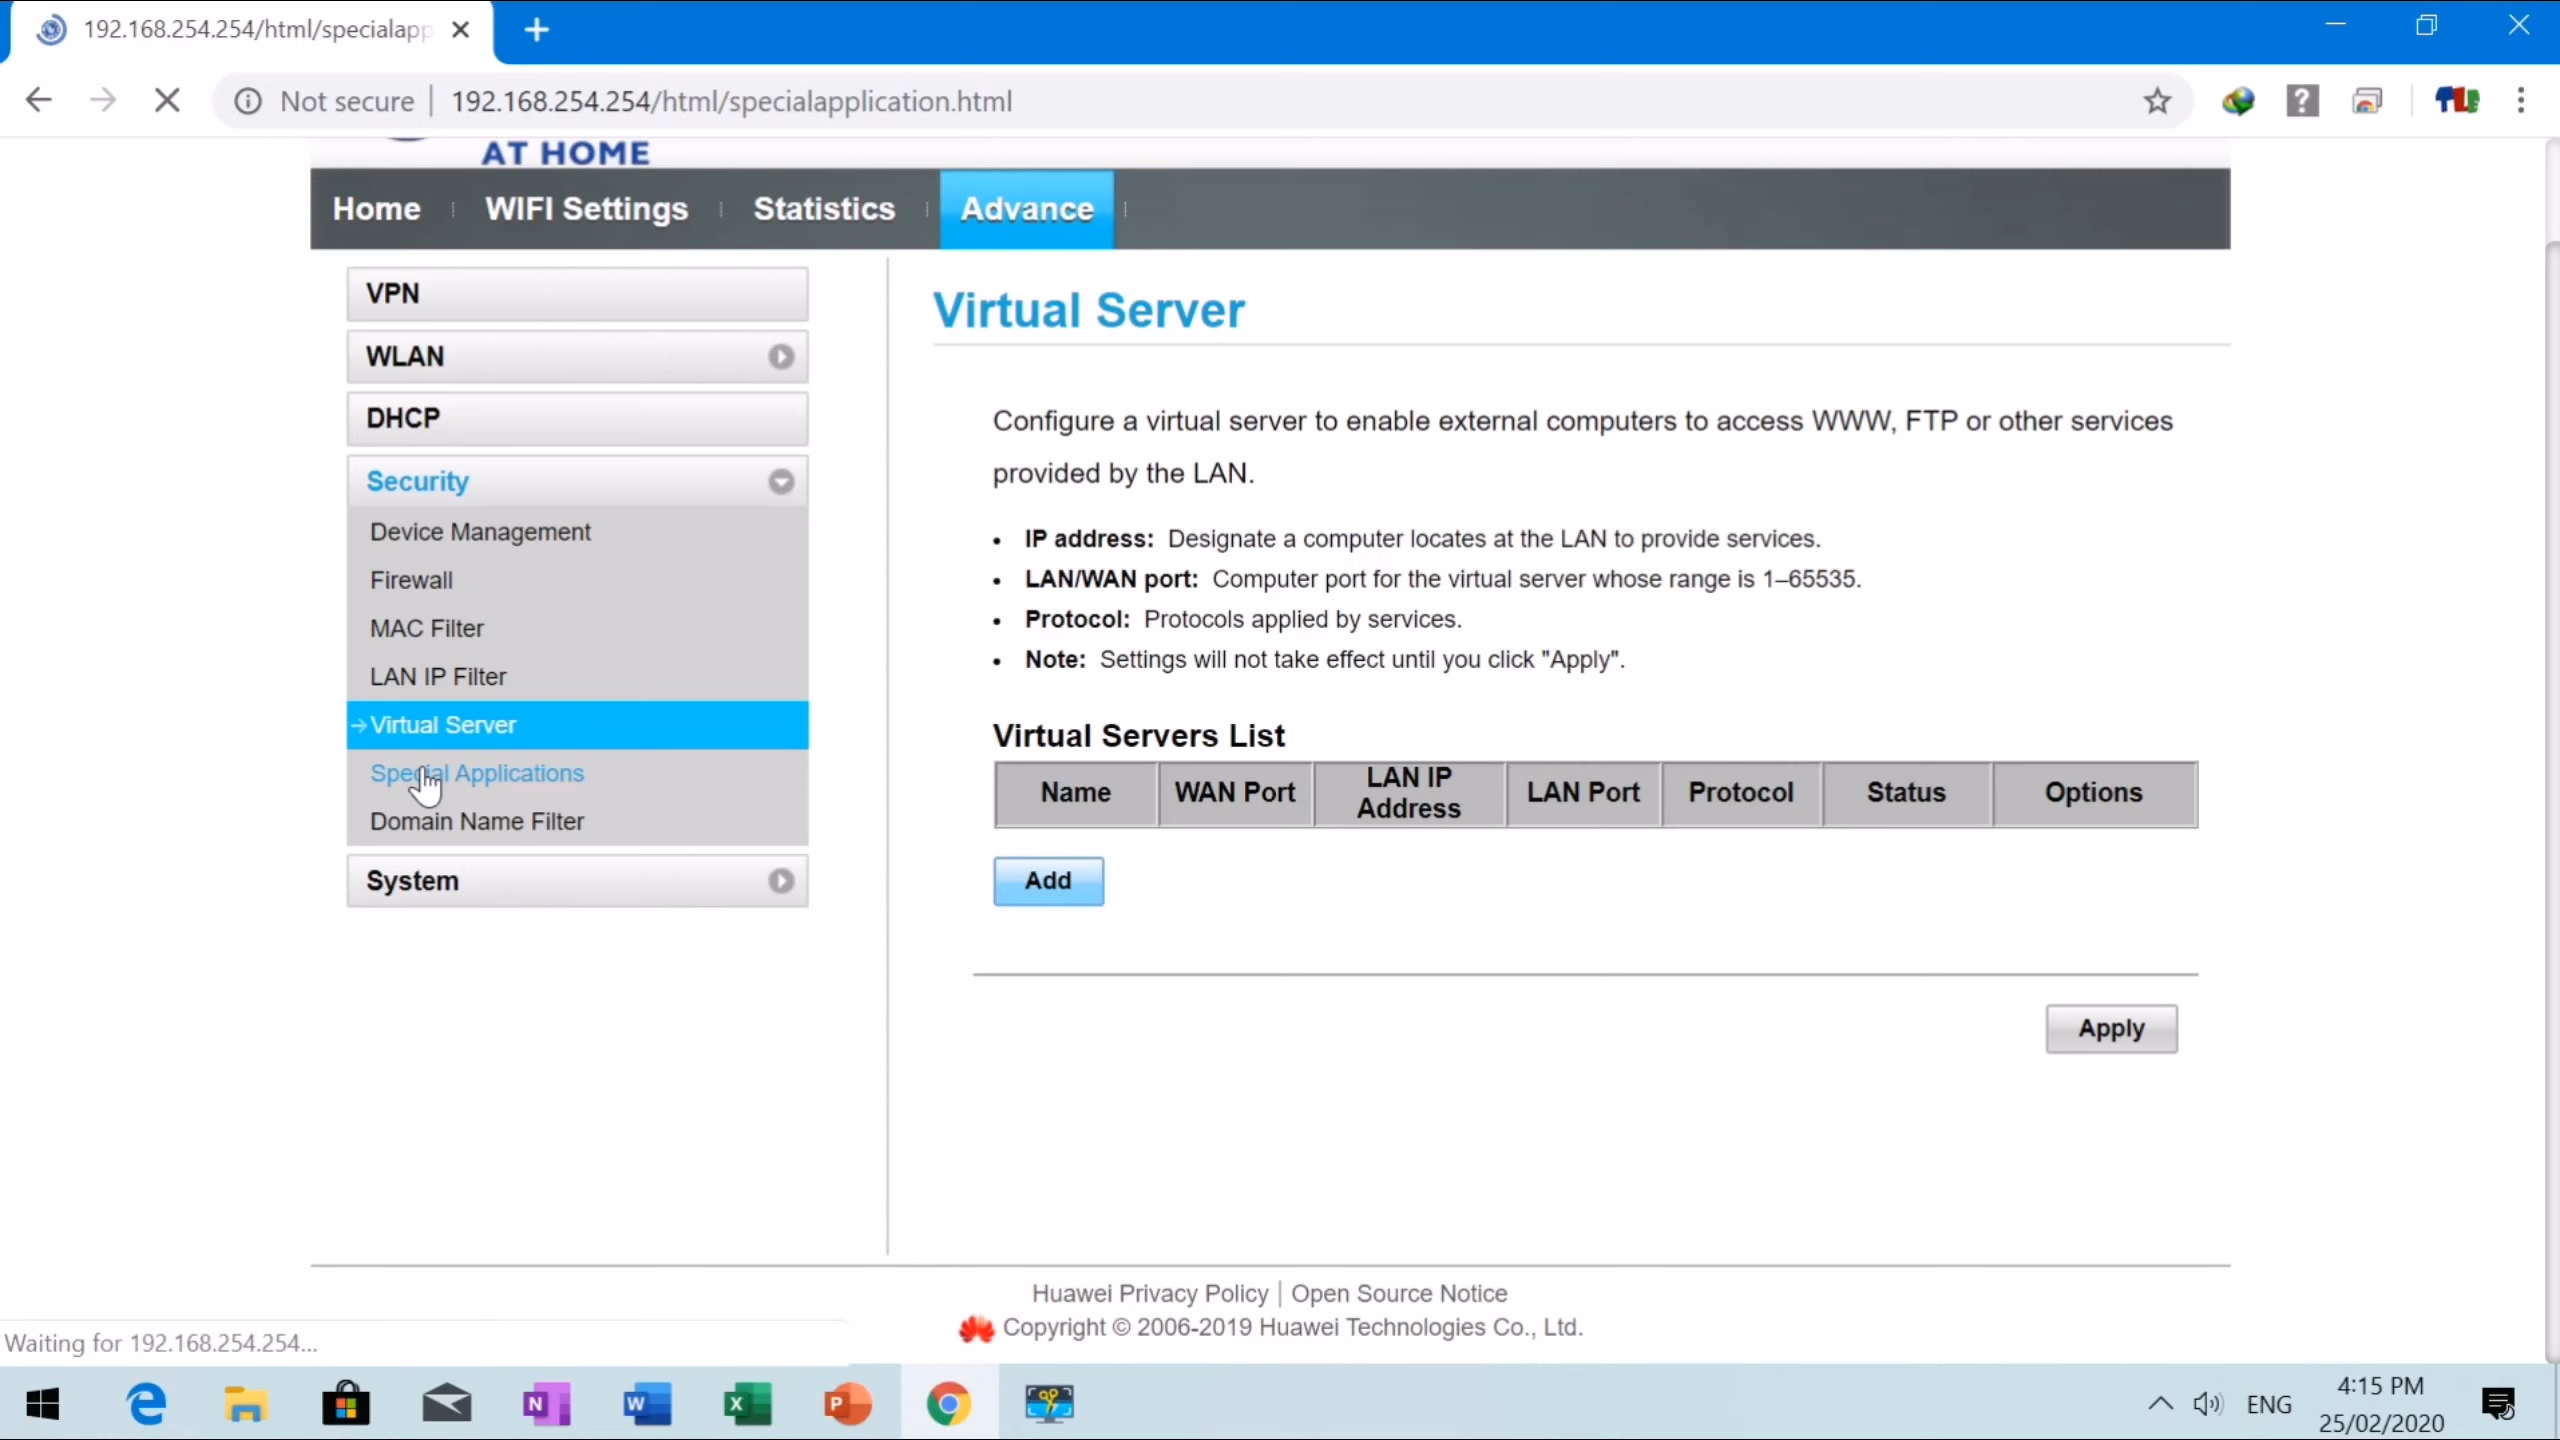 192.168.254.254/html/specialapp
Not secure | 192.168.254.254/html/specialapplication.html
AT HOME
Home
WIFI Settings
Statistics
Advance
VPN
WLAN
DHCP
Security
Device Management
Firewall
MAC Filter
LAN IP Filter
Virtual Server
Special Applications
Domain Name Filter
System
Virtual Server
Configure a virtual server to enable external computers to access WWW, FTP or other services
provided by the LAN.
• IP address: Designate a computer locates at the LAN to provide services.
• LAN/WAN port: Computer port for the virtual server whose range is 1–65535.
• Protocol: Protocols applied by services.
• Note: Settings will not take effect until you click "Apply".
Virtual Servers List
Name
WAN Port
LAN IP
Address
LAN Port
Protocol
Status
Options
Add
Apply
Huawei Privacy Policy | Open Source Notice
Copyright © 2006-2019 Huawei Technologies Co., Ltd.
Waiting for 192.168.254.254...
ENG
4:15 PM
25/02/2020